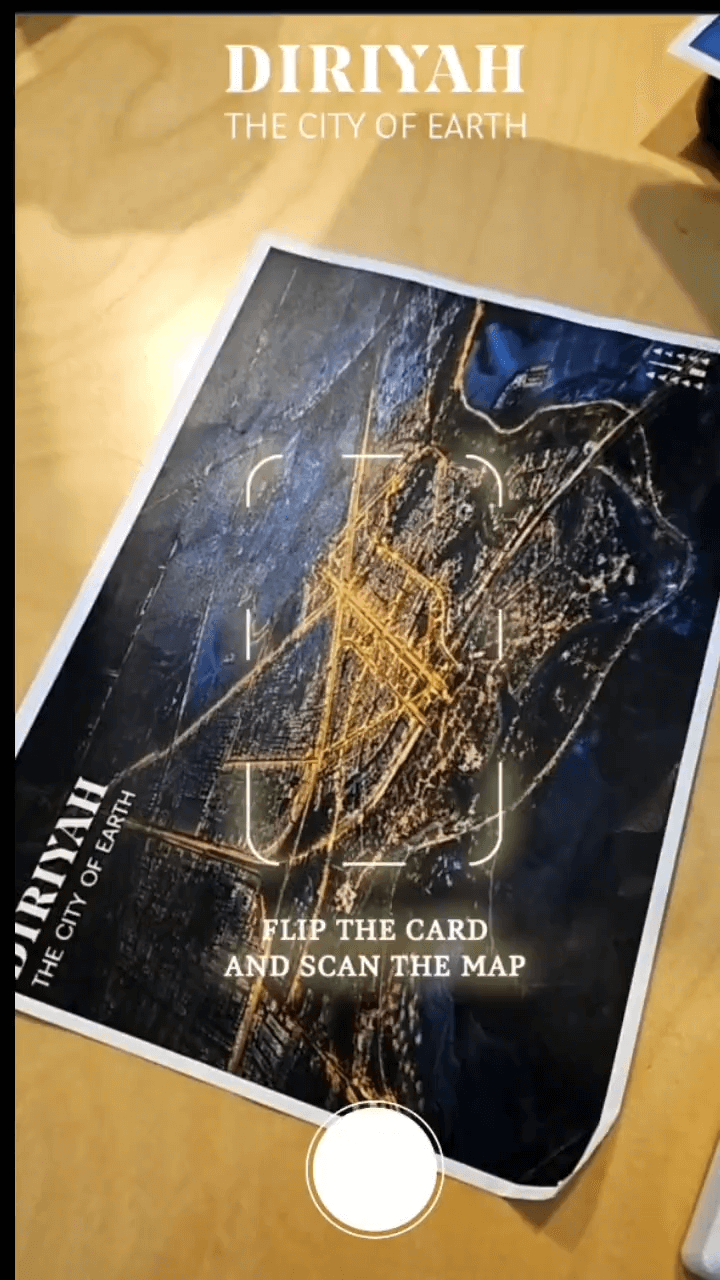 DIRIYAH
THE CITY OF EARTH
DIRIYAH
THE CITY OF EARTH
FLIP THE CARD
AND SCAN THE MAP